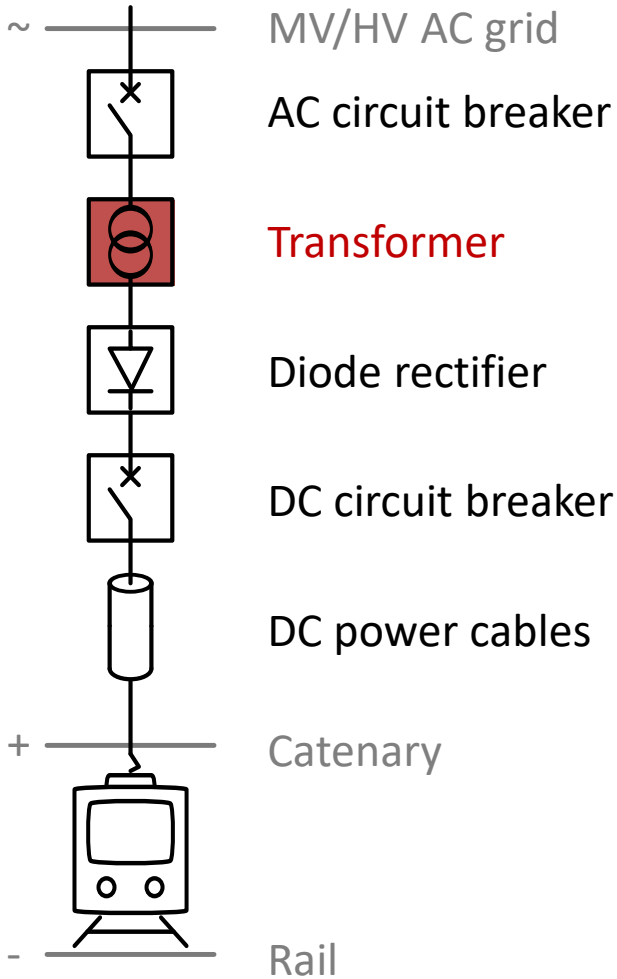 ~ MV/HV AC grid
AC circuit breaker
Transformer
Diode rectifier
DC circuit breaker
DC power cables
+ Catenary
- Rail